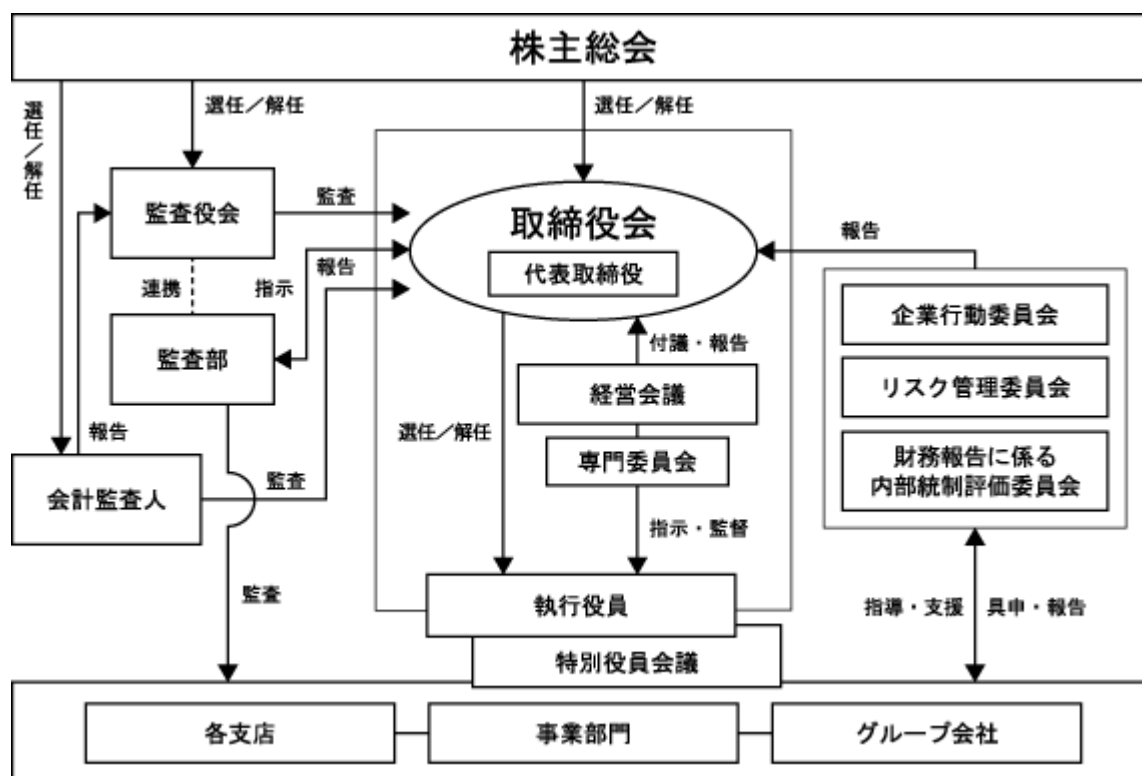 株主総会
選任／解任
選任／解任
選任／解任
監査役会
監査
取締役会
代表取締役
報告
連携
指示
報告
監査部
企業行動委員会
リスク管理委員会
財務報告に係る
内部統制評価委員会
付議・報告
経営会議
専門委員会
選任／解任
報告
会計監査人
監査
指示・監督
監査
執行役員
特別役員会議
指導・支援
具申・報告
各支店
事業部門
グループ会社